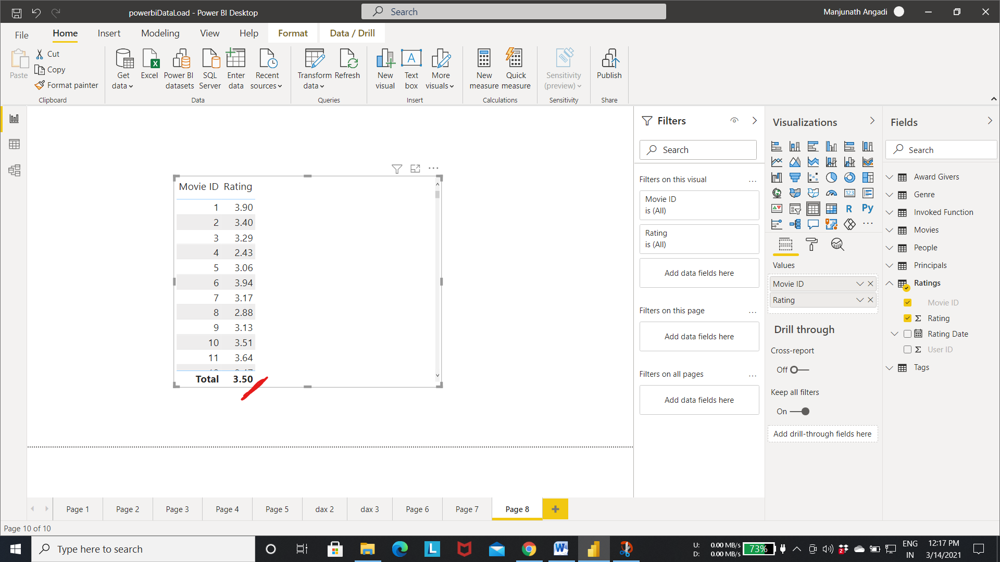 powerbiDataLoad - Power BI Desktop
Search
Manjunath Angadi
File
Home
Insert
Modeling
View
Help
Format
Data / Drill
Paste
Cut
Copy
Format painter
Clipboard
Get data
Excel
Power BI datasets
SQL Server
Enter data
Recent sources
Data
Transform data
Refresh
Queries
New visual
Text box
More visuals
Insert
New measure
Quick measure
Calculations
Sensitivity (preview)
Sensitivity
Publish
Share
Movie ID Rating
1 3.90
2 3.40
3 3.29
4 2.43
5 3.06
6 3.94
7 3.17
8 2.88
9 3.13
10 3.51
11 3.64
Total 3.50
Filters
Search
Filters on this visual ...
Movie ID
is (All)
Rating
is (All)
Add data fields here
Filters on this page ...
Add data fields here
Filters on all pages ...
Add data fields here
Visualizations
123
R
Py
Values
Movie ID
Rating
Drill through
Cross-report
Off
Keep all filters
On
Add drill-through fields here
Fields
Search
Award Givers
Genre
Invoked Function
Movies
People
Principals
Ratings
Movie ID
Σ Rating
Rating Date
Σ User ID
Tags
Page 1
Page 2
Page 3
Page 4
Page 5
dax 2
dax 3
Page 6
Page 7
Page 8
+
Page 10 of 10
Type here to search
L
U: 0.00 MB/s
D: 0.00 MB/s
73%
2
ENG
IN
12:17 PM
3/14/2021